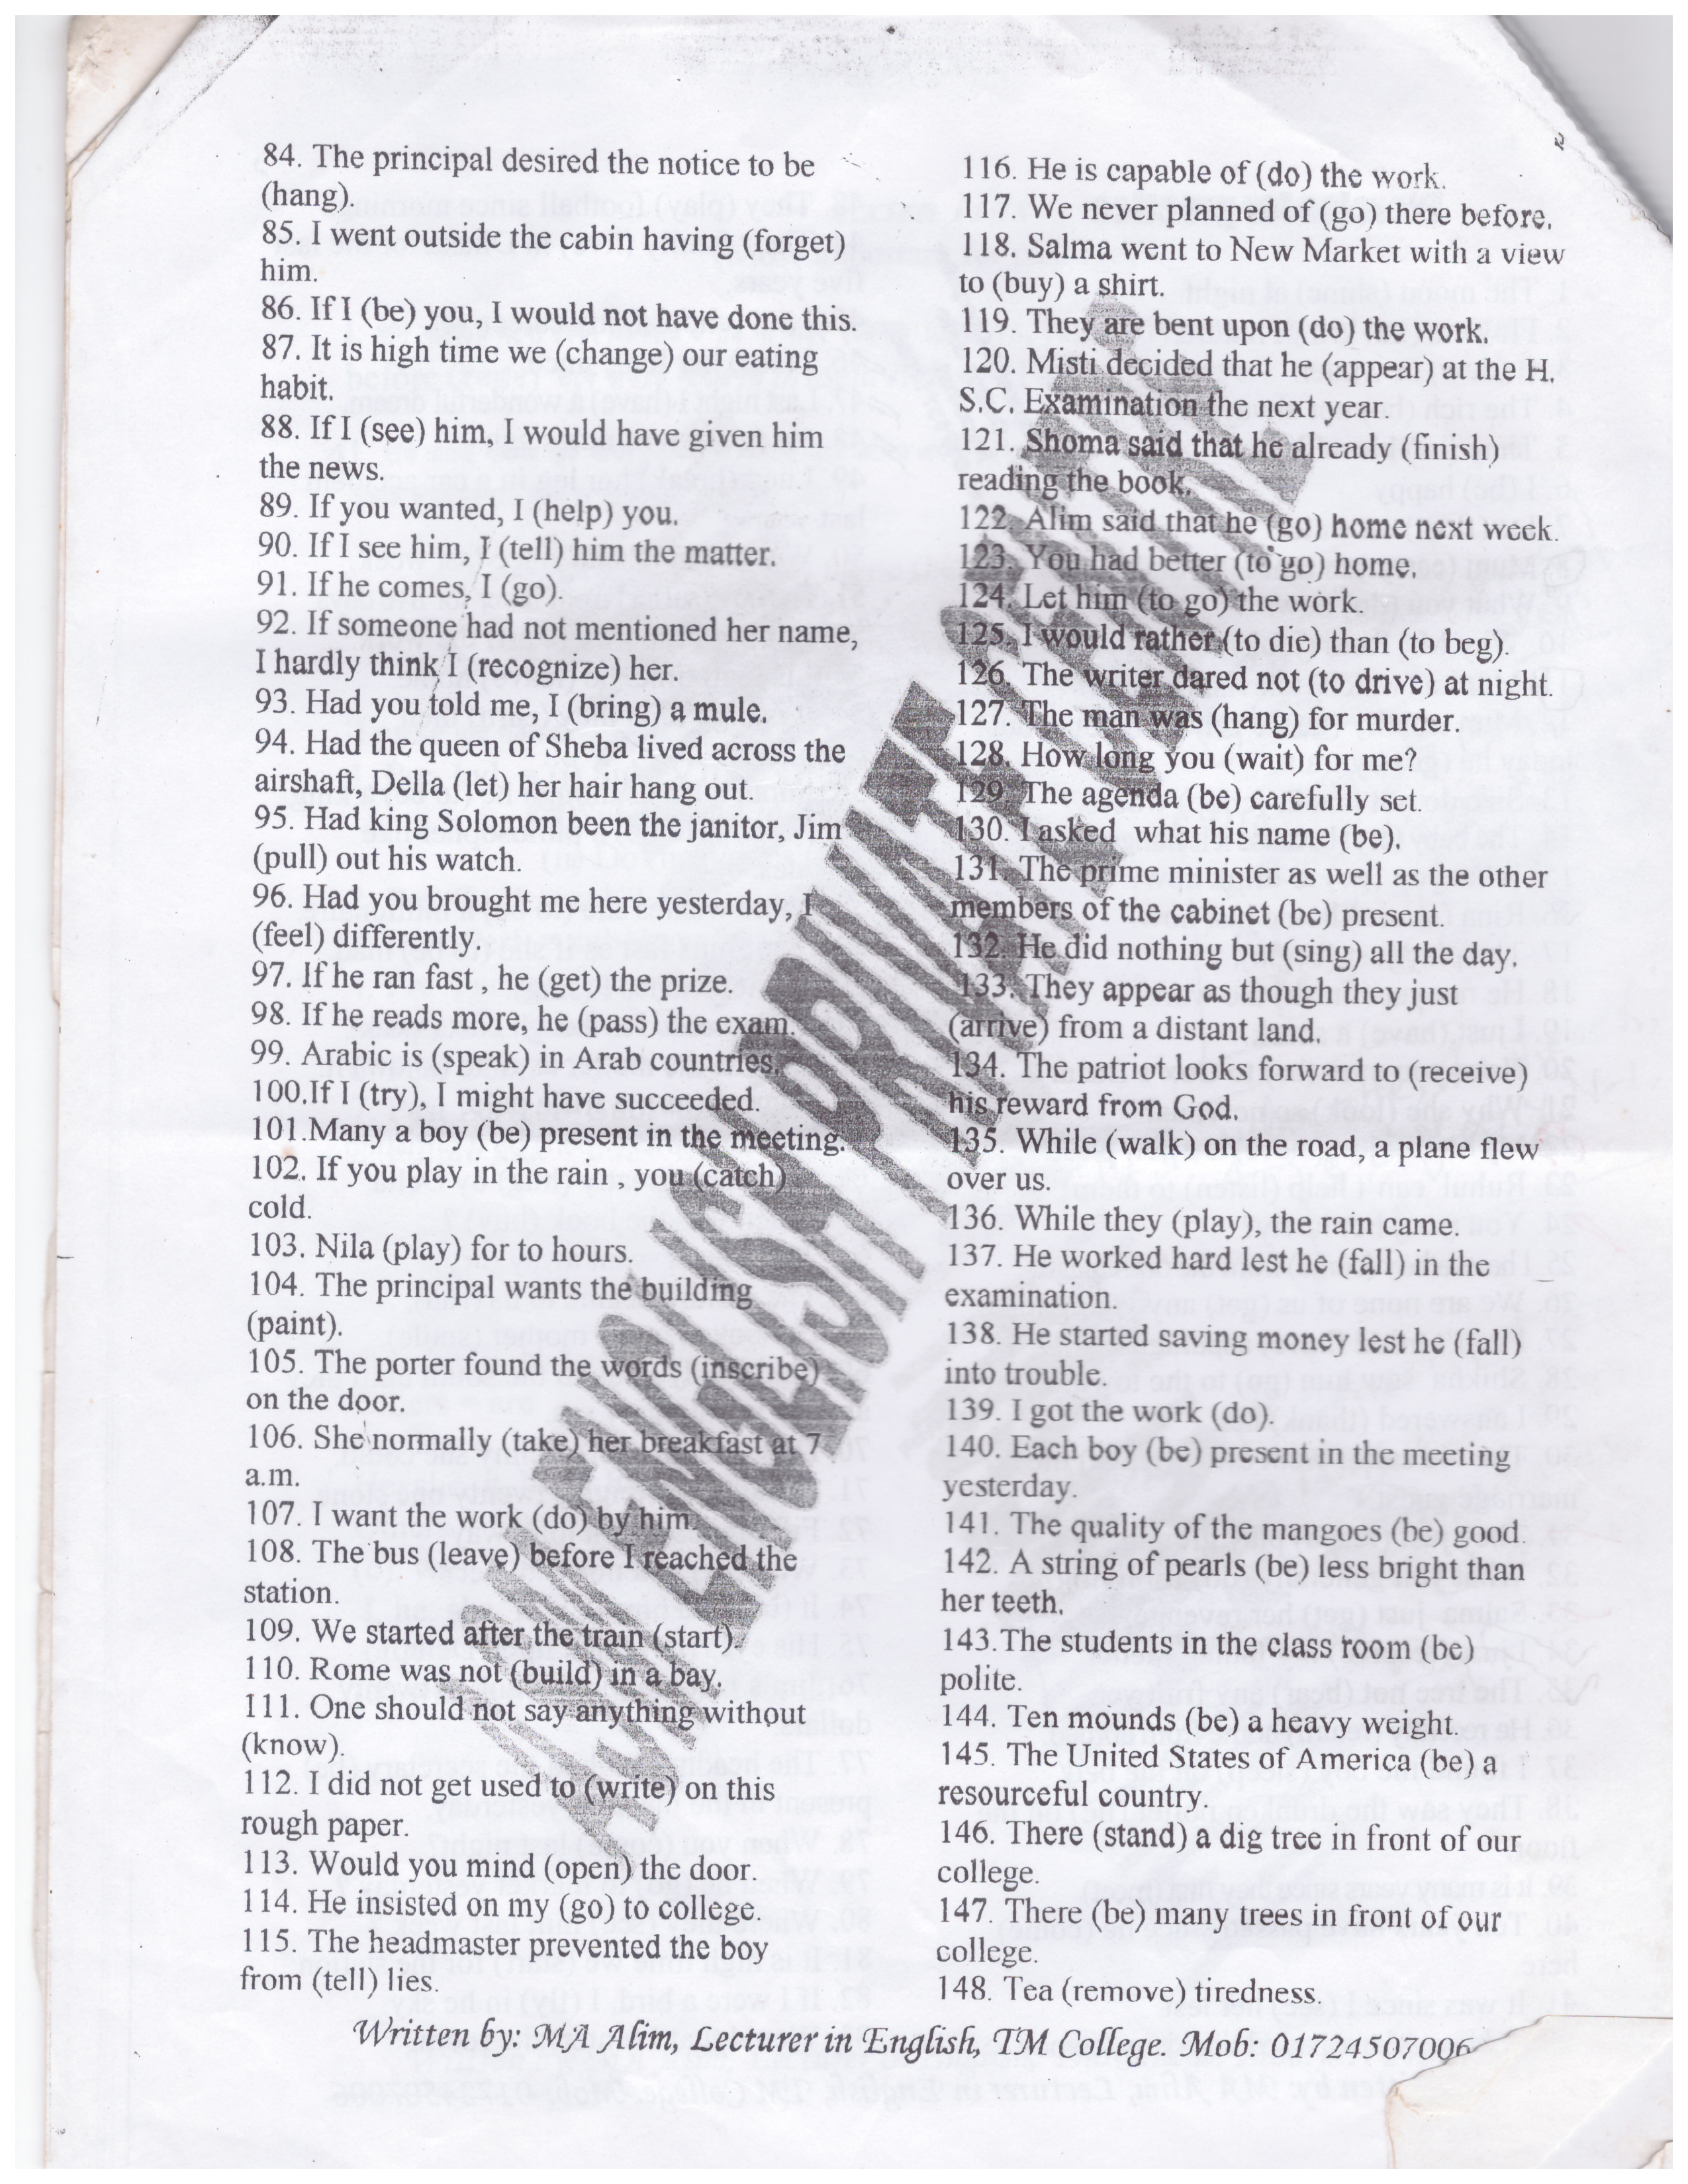 84. The principal desired the notice to be
(hang).
85. I went outside the cabin having (forget)
him.
86. If I (be) you, I would not have done this.
87. It is high time we (change) our eating
habit.
88. If I (see) him, I would have given him
the news.
89. If you wanted, I (help) you.
90. If I see him, I (tell) him the matter.
91. If he comes, I (go).
92. If someone had not mentioned her name,
I hardly think I (recognize) her.
93. Had you told me, I (bring) a mule.
94. Had the queen of Sheba lived across the
airshaft, Della (let) her hair hang out.
95. Had king Solomon been the janitor, Jim
(pull) out his watch.
96. Had you brought me here yesterday, I
(feel) differently.
97. If he ran fast , he (get) the prize.
98. If he reads more, he (pass) the exam.
99. Arabic is (speak) in Arab countries.
100.If I (try), I might have succeeded.
101.Many a boy (be) present in the meeting.
102. If you play in the rain , you (catch)
cold.
103. Nila (play) for to hours.
104. The principal wants the building
(paint).
105. The porter found the words (inscribe)
on the door.
106. She normally (take) her breakfast at 7
a.m.
107. I want the work (do) by him.
108. The bus (leave) before I reached the
station.
109. We started after the train (start).
110. Rome was not (build) in a bay.
111. One should not say anything without
(know).
112. I did not get used to (write) on this
rough paper.
113. Would you mind (open) the door.
114. He insisted on my (go) to college.
115. The headmaster prevented the boy
from (tell) lies.
116. He is capable of (do) the work.
117. We never planned of (go) there before.
118. Salma went to New Market with a view
to (buy) a shirt.
119. They are bent upon (do) the work.
120. Misti decided that he (appear) at the H.
S.C. Examination the next year.
121. Shoma said that he already (finish)
reading the book.
122. Alim said that he (go) home next week.
123. You had better (to go) home.
124. Let him (to go) the work.
125. I would rather (to die) than (to beg).
126. The writer dared not (to drive) at night.
127. The man was (hang) for murder.
128. How long you (wait) for me?
129. The agenda (be) carefully set.
130. I asked what his name (be).
131. The prime minister as well as the other
members of the cabinet (be) present.
132. He did nothing but (sing) all the day.
133. They appear as though they just
(arrive) from a distant land.
134. The patriot looks forward to (receive)
his reward from God.
135. While (walk) on the road, a plane flew
over us.
136. While they (play), the rain came.
137. He worked hard lest he (fall) in the
examination.
138. He started saving money lest he (fall)
into trouble.
139. I got the work (do).
140. Each boy (be) present in the meeting
yesterday.
141. The quality of the mangoes (be) good.
142. A string of pearls (be) less bright than
her teeth.
143.The students in the class room (be)
polite.
144. Ten mounds (be) a heavy weight.
145. The United States of America (be) a
resourceful country.
146. There (stand) a dig tree in front of our
college.
147. There (be) many trees in front of our
college.
148. Tea (remove) tiredness.
Written by: MA Alim, Lecturer in English, TM College. Mob: 01724507006
ENGLISH PRIVATE